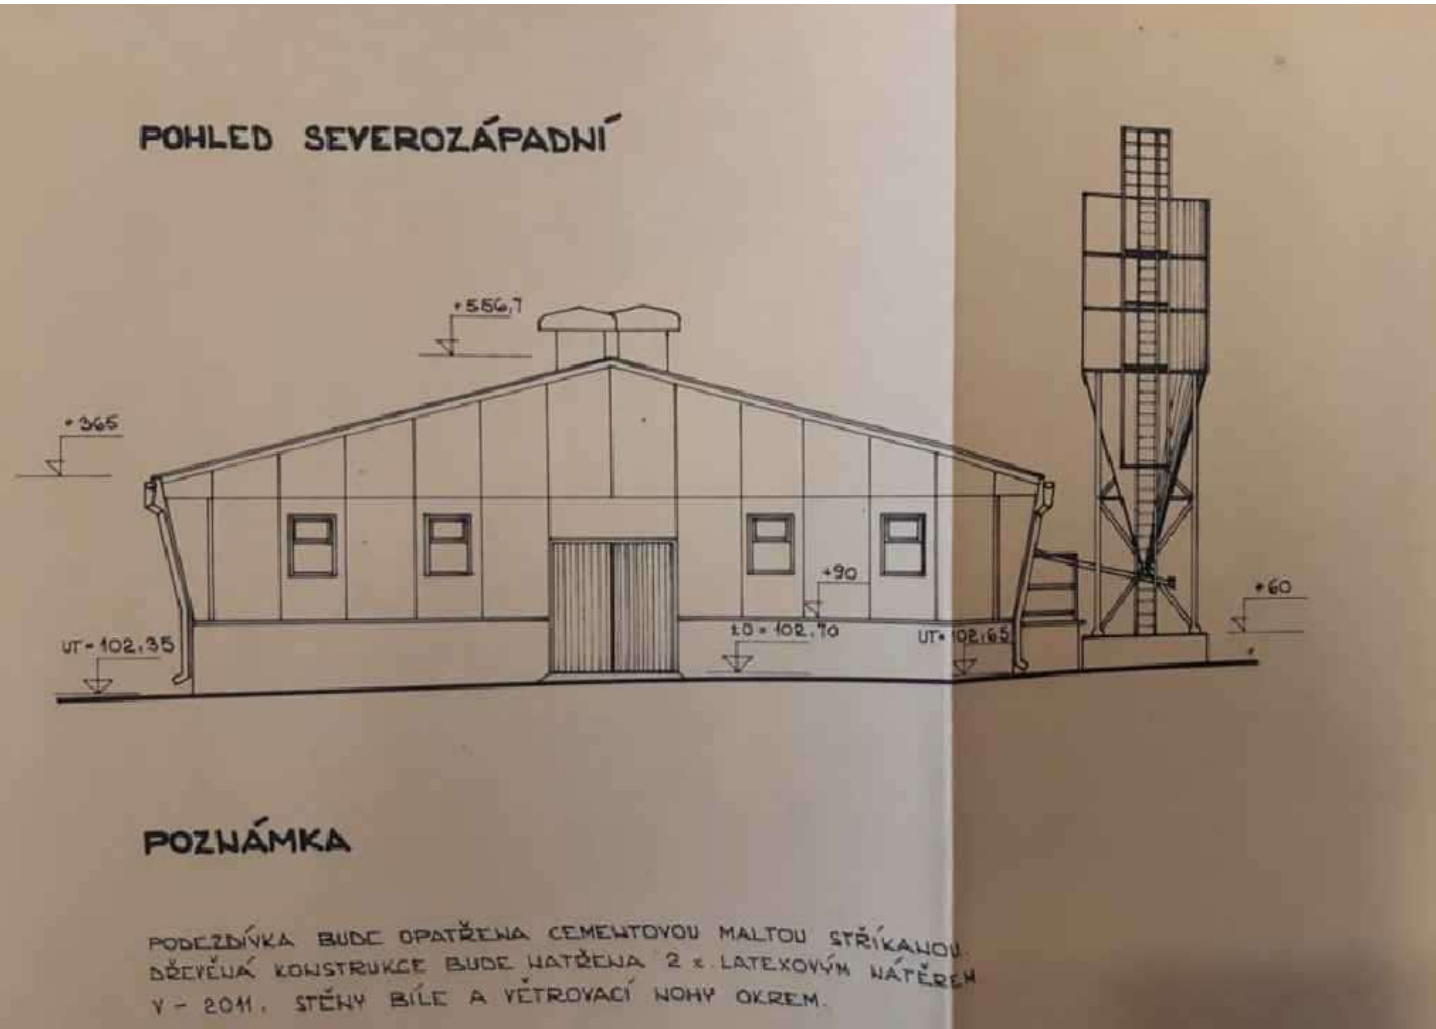 POHLED SEVEROZÁPADNÍ
+556,7
+365
+90
+60
UT=102,35
±0=102,70
UT=102,65
POZNÁMKA
PODEZDÍVKA BUDE OPATŘENA CEMENTOVOU MALTOU STŘÍKANOU.
DŘEVĚNÁ KONSTRUKCE BUDE NATŘENA 2 x. LATEXOVÝM NÁTĚREM
V - 2011. STĚNY BÍLE A VĚTROVACÍ NOHY OKREM.